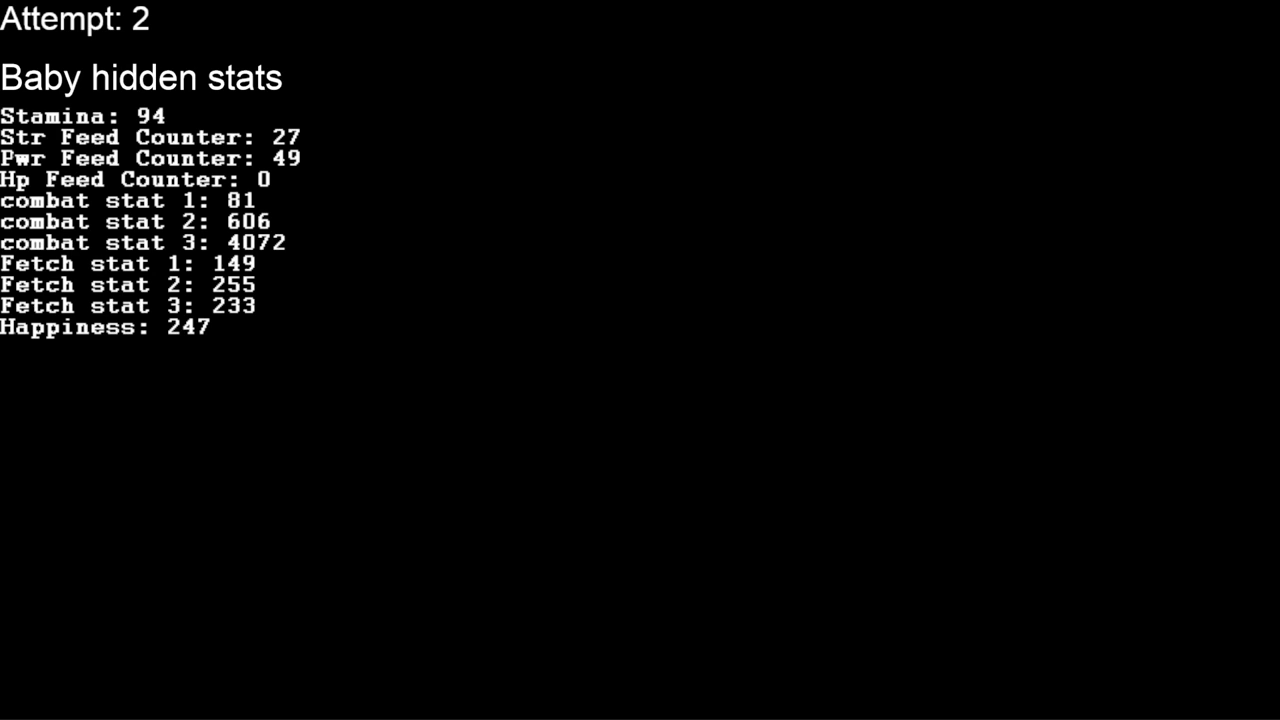 Attempt: 2
Baby hidden stats
Stamina: 94
Str Feed Counter: 27
Pwr Feed Counter: 49
Hp Feed Counter: 0
combat stat 1: 81
combat stat 2: 606
combat stat 3: 4072
Fetch stat 1: 149
Fetch stat 2: 255
Fetch stat 3: 233
Happiness: 247